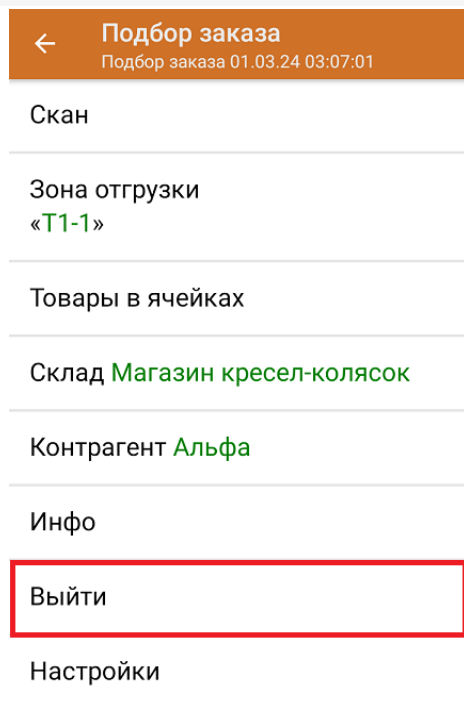 Подбор заказа
Подбор заказа 01.03.24 03:07:01
Скан
Зона отгрузки
«Т1-1»
Товары в ячейках
Склад Магазин кресел-колясок
Контрагент Альфа
Инфо
Выйти
Настройки